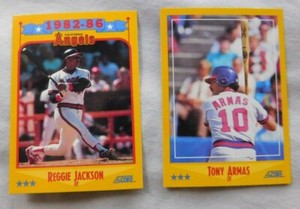 1982-86
Angels
REGGIE JACKSON
SCORE
ARMAS
10
TONY ARMAS
SCORE